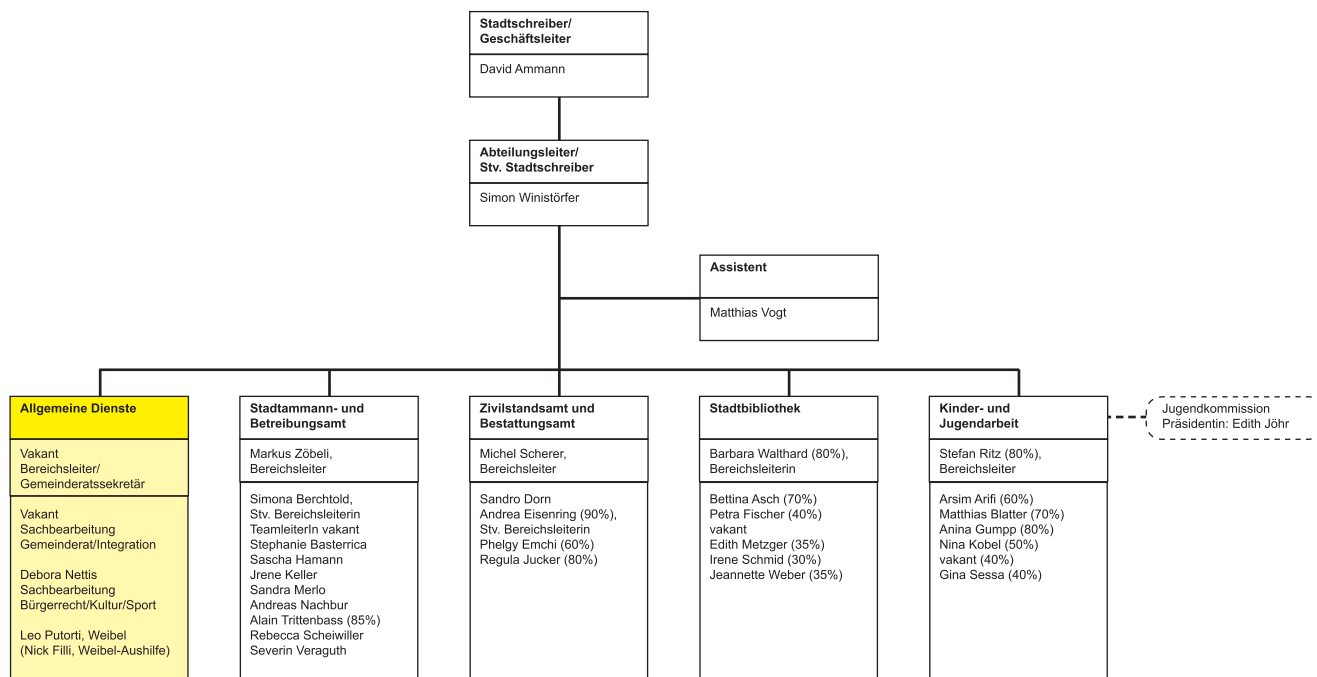 Stadtschreiber/
Geschäftsleiter
David Ammann
Abteilungsleiter/
Stv. Stadtschreiber
Simon Winistörfer
Assistent
Matthias Vogt
Allgemeine Dienste
Vakant
Bereichsleiter/
Gemeinderatssekretär
Vakant
Sachbearbeitung
Gemeinderat/Integration
Debora Nettis
Sachbearbeitung
Bürgerrecht/Kultur/Sport
Leo Putorti, Weibel
(Nick Filli, Weibel-Aushilfe)
Stadtammann- und
Betreibungsamt
Markus Zöbeli,
Bereichsleiter
Simona Berchtold,
Stv. Bereichsleiterin
TeamleiterIn vakant
Stephanie Basterrica
Sascha Hamann
Jrene Keller
Sandra Merlo
Andreas Nachbur
Alain Trittenbass (85%)
Rebecca Scheiwiller
Severin Veraguth
Zivilstandsamt und
Bestattungsamt
Michel Scherer,
Bereichsleiter
Sandro Dorn
Andrea Eisenring (90%),
Stv. Bereichsleiterin
Phelgy Emchi (60%)
Regula Jucker (80%)
Stadtbibliothek
Barbara Walthard (80%),
Bereichsleiterin
Bettina Asch (70%)
Petra Fischer (40%)
vakant
Edith Metzger (35%)
Irene Schmid (30%)
Jeannette Weber (35%)
Kinder- und
Jugendarbeit
Stefan Ritz (80%),
Bereichsleiter
Arsim Arifi (60%)
Matthias Blatter (70%)
Anina Gumpp (80%)
Nina Kobel (50%)
vakant (40%)
Gina Sessa (40%)
Jugendkommission
Präsidentin: Edith Jöhr